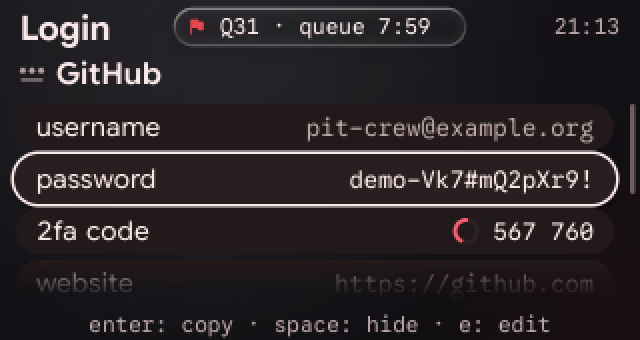 Login
Q31 · queue 7:59
21:13
GitHub
username pit-crew@example.org
password demo-Vk7#mQ2pXr9!
2fa code 567 760
website https://github.com
enter: copy · space: hide · e: edit